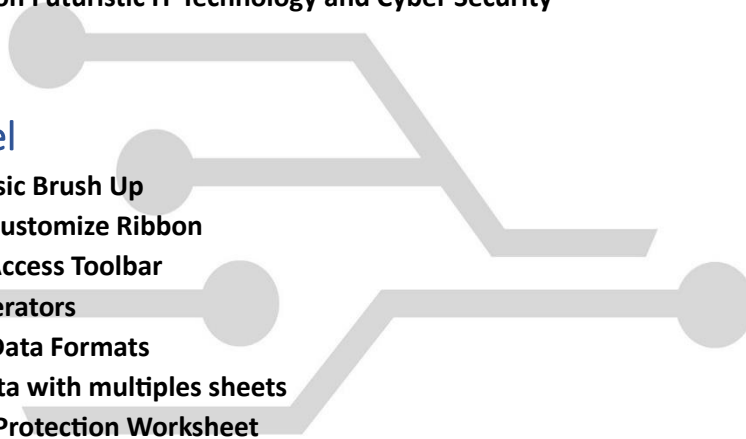 on Futuristic IT Technology and Cyber Security
el
sic Brush Up
ustomize Ribbon
Access Toolbar
erators
Data Formats
ta with multiples sheets
Protection Worksheet